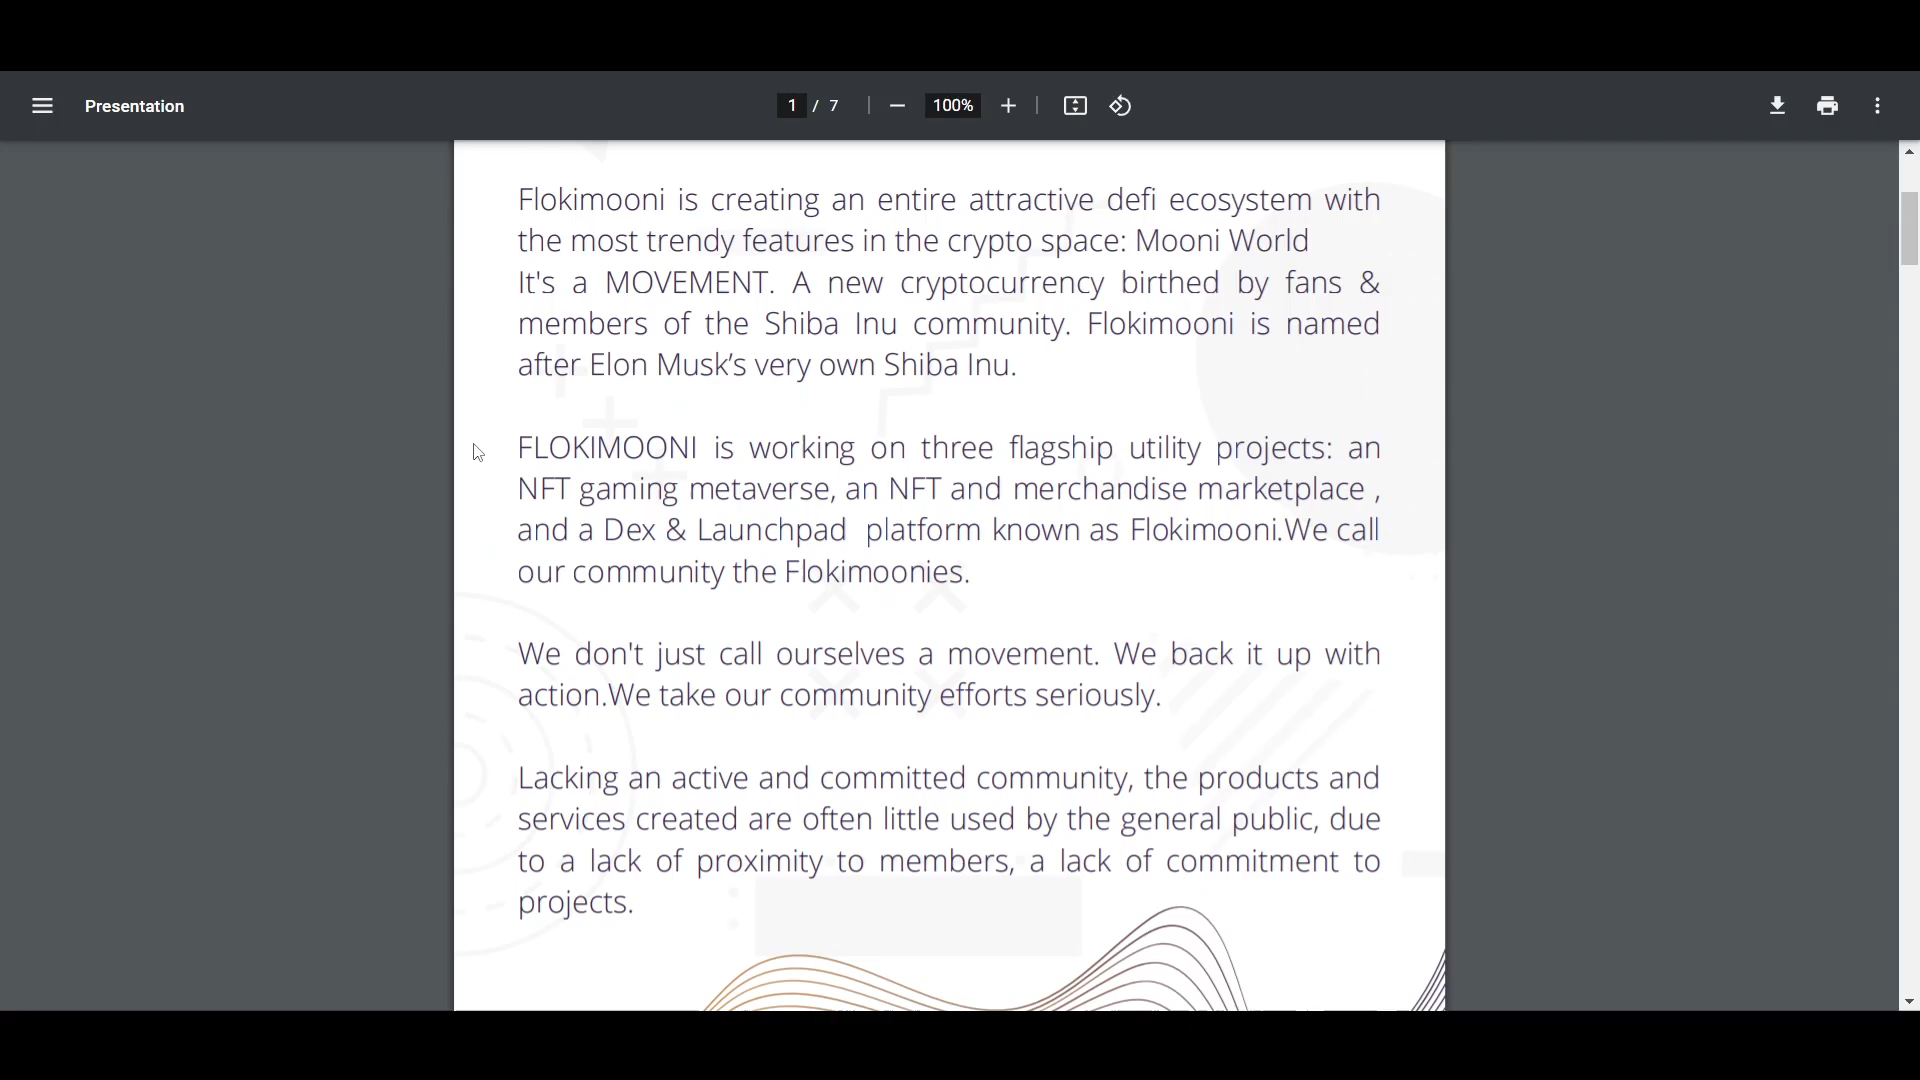 Presentation
1 / 7
100%
Flokimooni is creating an entire attractive defi ecosystem with
the most trendy features in the crypto space: Mooni World
It's a MOVEMENT. A new cryptocurrency birthed by fans &
members of the Shiba Inu community. Flokimooni is named
after Elon Musk’s very own Shiba Inu.
FLOKIMOONI is working on three flagship utility projects: an
NFT gaming metaverse, an NFT and merchandise marketplace ,
and a Dex & Launchpad  platform known as Flokimooni.We call
our community the Flokimoonies.
We don't just call ourselves a movement. We back it up with
action.We take our community efforts seriously.
Lacking an active and committed community, the products and
services created are often little used by the general public, due
to a lack of proximity to members, a lack of commitment to
projects.